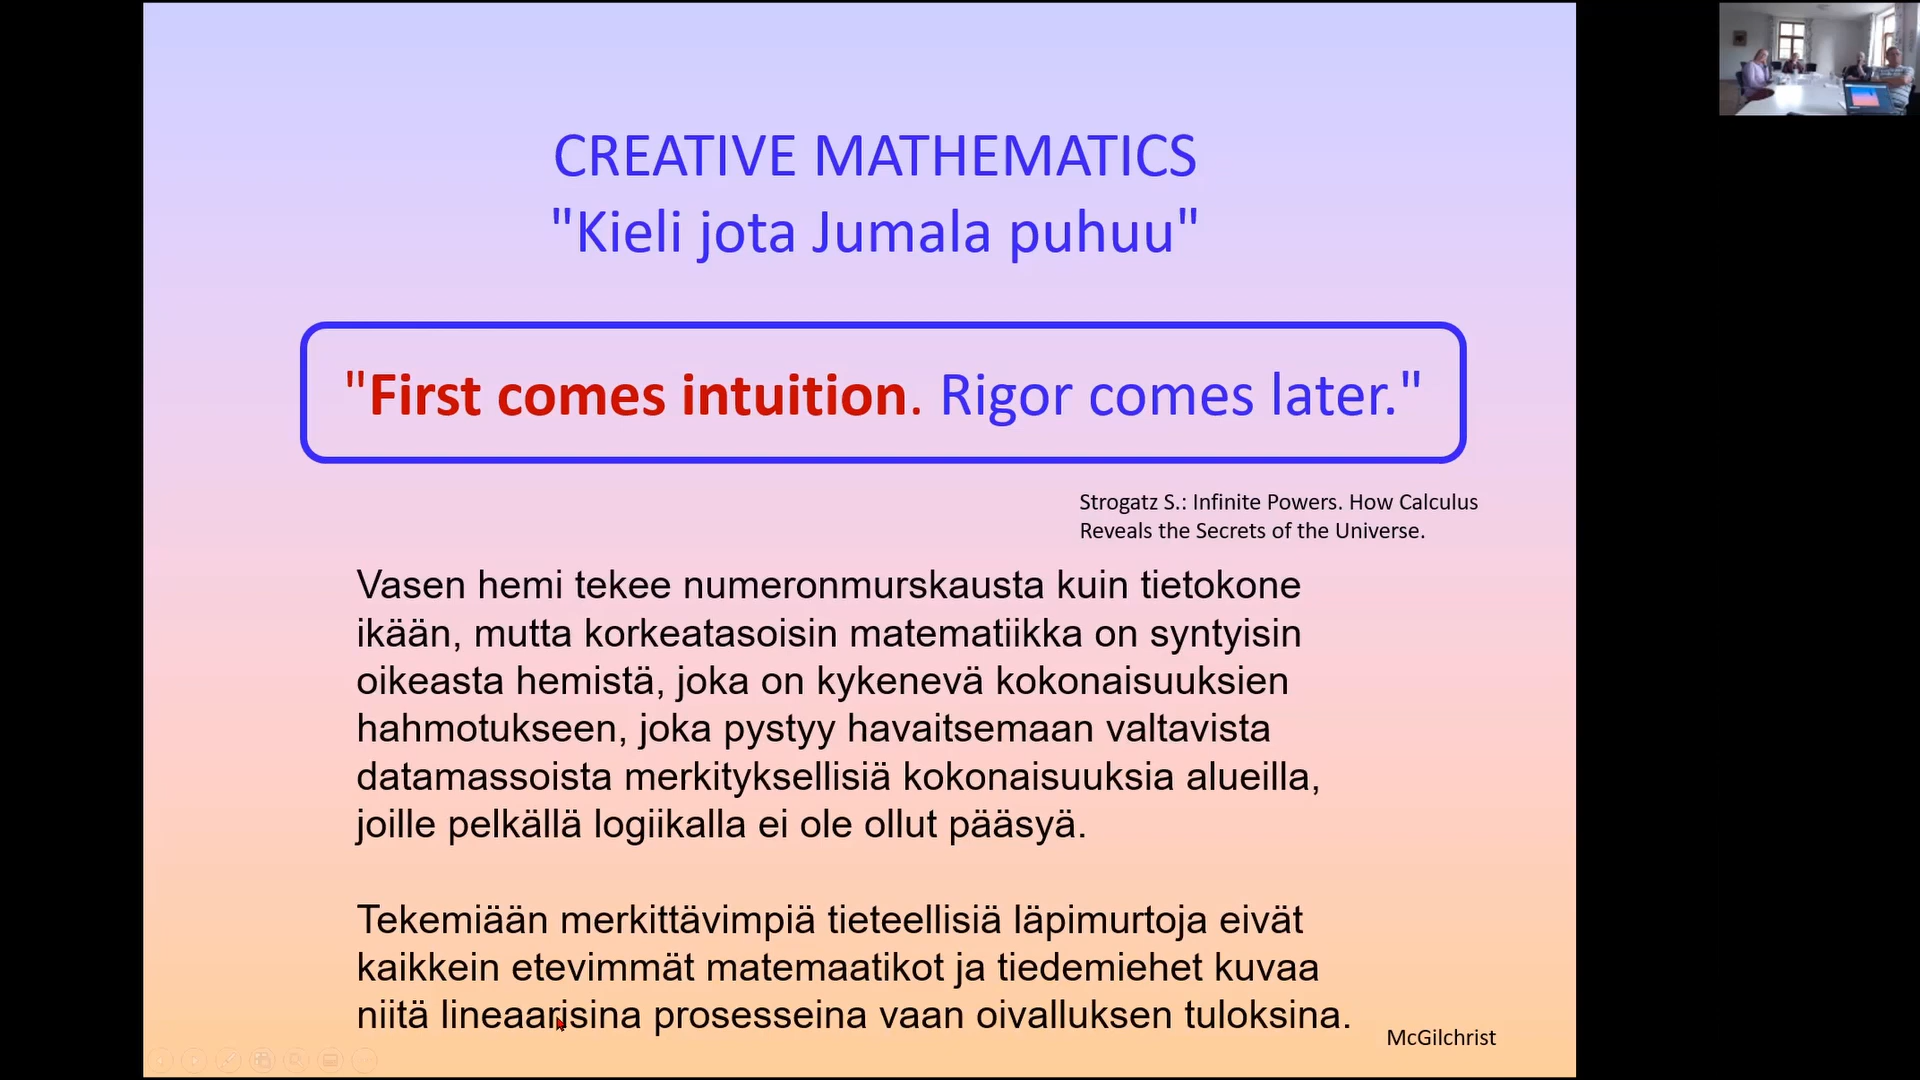 CREATIVE MATHEMATICS
"Kieli jota Jumala puhuu"
"First comes intuition. Rigor comes later."
Strogatz S.: Infinite Powers. How Calculus
Reveals the Secrets of the Universe.
Vasen hemi tekee numeronmurskausta kuin tietokone
ikään, mutta korkeatasoisin matematiikka on syntyisin
oikeasta hemistä, joka on kykenevä kokonaisuuksien
hahmotukseen, joka pystyy havaitsemaan valtavista
datamassoista merkityksellisiä kokonaisuuksia alueilla,
joille pelkällä logiikalla ei ole ollut pääsyä.
Tekemiään merkittävimpiä tieteellisiä läpimurtoja eivät
kaikkein etevimmät matemaatikot ja tiedemiehet kuvaa
niitä lineaarisina prosesseina vaan oivalluksen tuloksina.
McGilchrist